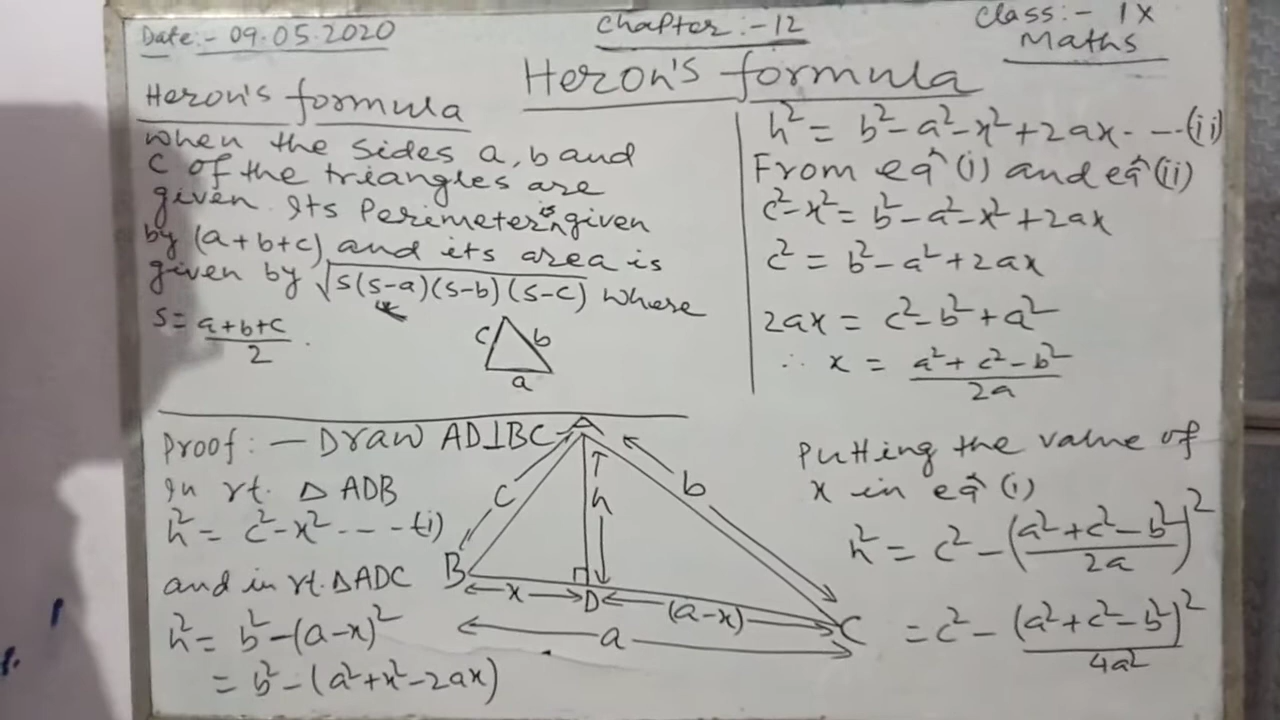 Date:- 09.05.2020
Chapter:-12
Class:- IX
Maths
Heron's formula
Heron's formula
when the sides a, b and
c of the triangles are
given. Its Perimeter is given
by (a+b+c) and its area is
given by √s(s-a)(s-b)(s-c) where
s = a+b+c
2
c b
a
Proof:— Draw AD⊥BC
In rt. △ ADB
h² = c²-x² - - - -(i)
and in rt. △ADC
h² = b²-(a-x)²
= b²-(a²+x²-2ax)
A
c h b
B x D (a-x) C
a
h² = b²-a²-x²+2ax- - - -(ii)
From eqⁿ (i) and eqⁿ (ii)
c²-x² = b²-a²-x²+2ax
c² = b²-a²+2ax
2ax = c²-b²+a²
∴ x = a²+c²-b²
2a
Putting the value of
x in eqⁿ (i)
h² = c² - (a²+c²-b²)²
2a
= c² - (a²+c²-b²)²
4a²